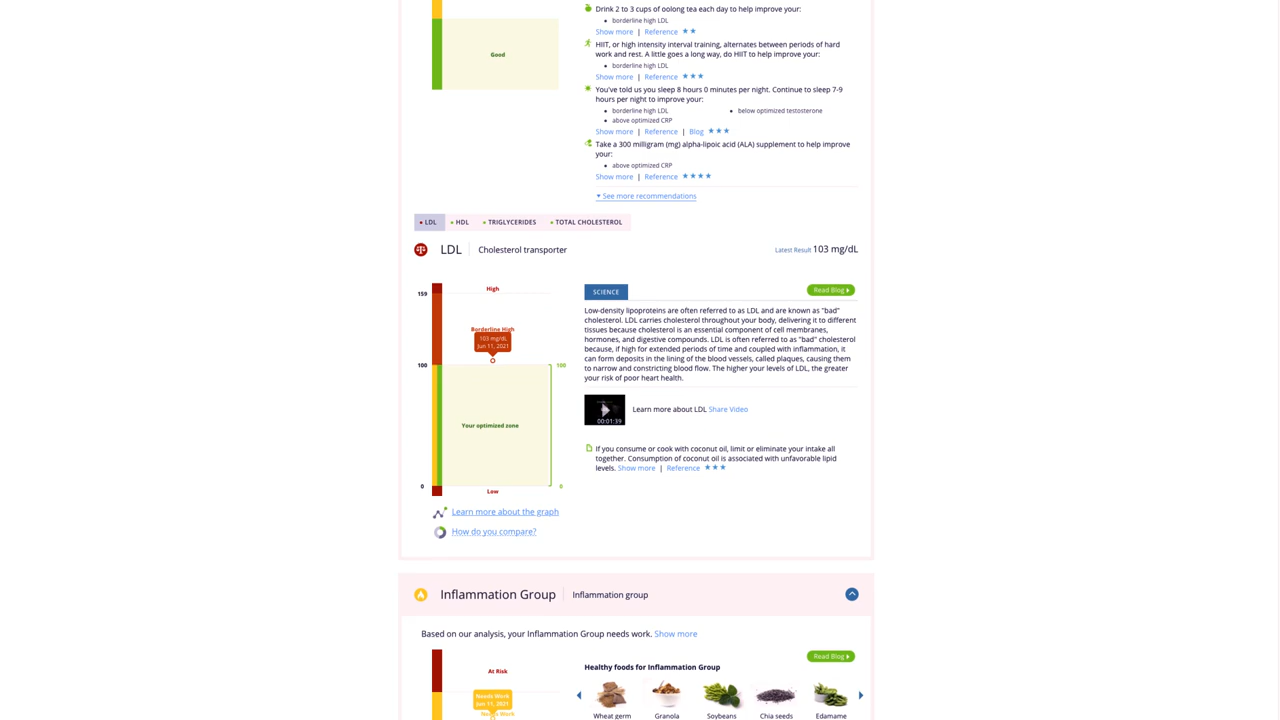 Good
Drink 2 to 3 cups of oolong tea each day to help improve your:
borderline high LDL
Show more | Reference
HIIT, or high intensity interval training, alternates between periods of hard
work and rest. A little goes a long way, do HIIT to help improve your:
borderline high LDL
Show more | Reference
You've told us you sleep 8 hours 0 minutes per night. Continue to sleep 7-9
hours per night to improve your:
borderline high LDL
below optimized testosterone
above optimized CRP
Show more | Reference | Blog
Take a 300 milligram (mg) alpha-lipoic acid (ALA) supplement to help improve
your:
above optimized CRP
Show more | Reference
See more recommendations
LDL HDL TRIGLYCERIDES TOTAL CHOLESTEROL
LDL Cholesterol transporter Latest Result 103 mg/dL
High
159
Borderline High
103 mg/dL
Jun 11, 2021
100
100
Your optimized zone
0
0
Low
Learn more about the graph
How do you compare?
SCIENCE
Read Blog
Low-density lipoproteins are often referred to as LDL and are known as "bad"
cholesterol. LDL carries cholesterol throughout your body, delivering it to different
tissues because cholesterol is an essential component of cell membranes,
hormones, and digestive compounds. LDL is often referred to as "bad" cholesterol
because, if high for extended periods of time and coupled with inflammation, it
can form deposits in the lining of the blood vessels, called plaques, causing them
to narrow and constricting blood flow. The higher your levels of LDL, the greater
your risk of poor heart health.
00:01:39
Learn more about LDL Share Video
If you consume or cook with coconut oil, limit or eliminate your intake all
together. Consumption of coconut oil is associated with unfavorable lipid
levels. Show more | Reference
Inflammation Group Inflammation group
Based on our analysis, your Inflammation Group needs work. Show more
At Risk
Needs Work
Jun 11, 2021
Needs Work
Read Blog
Healthy foods for Inflammation Group
Wheat germ Granola Soybeans Chia seeds Edamame